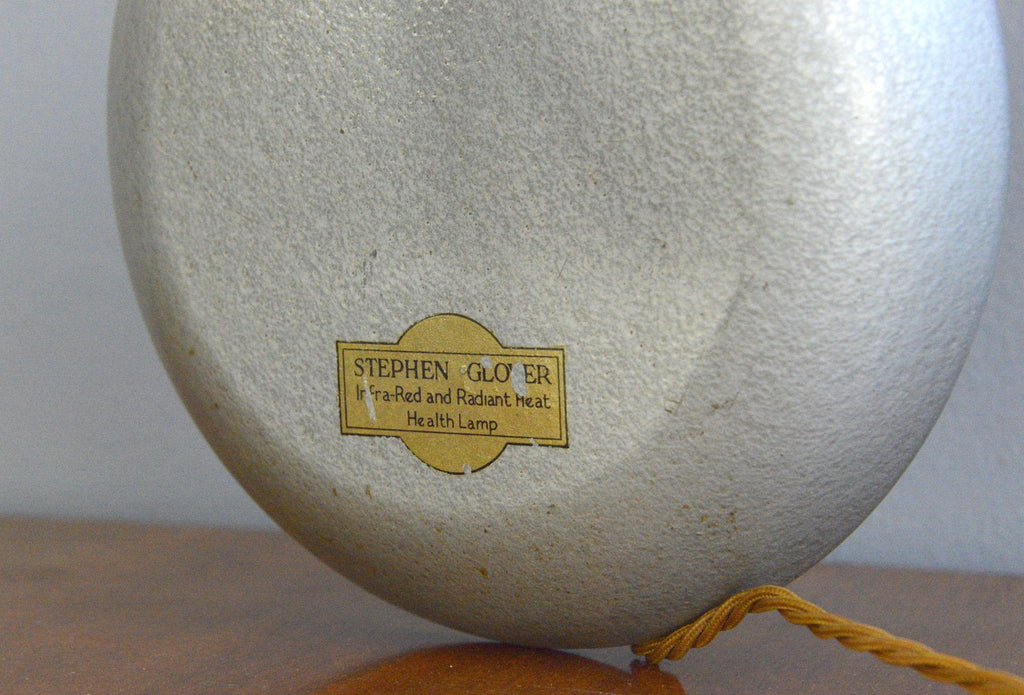 STEPHEN GLOVER
Infra-Red and Radiant Heat
Health Lamp